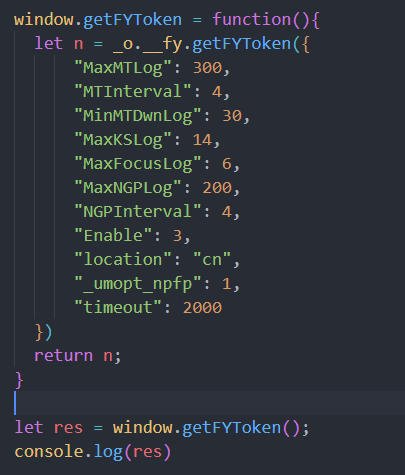 window.getFYToken = function(){
let n = _o.__fy.getFYToken({
"MaxMTLog": 300,
"MTInterval": 4,
"MinMTDwnLog": 30,
"MaxKSLog": 14,
"MaxFocusLog": 6,
"MaxNGPLog": 200,
"NGPInterval": 4,
"Enable": 3,
"location": "cn",
"_umopt_npfp": 1,
"timeout": 2000
})
return n;
}
let res = window.getFYToken();
console.log(res)